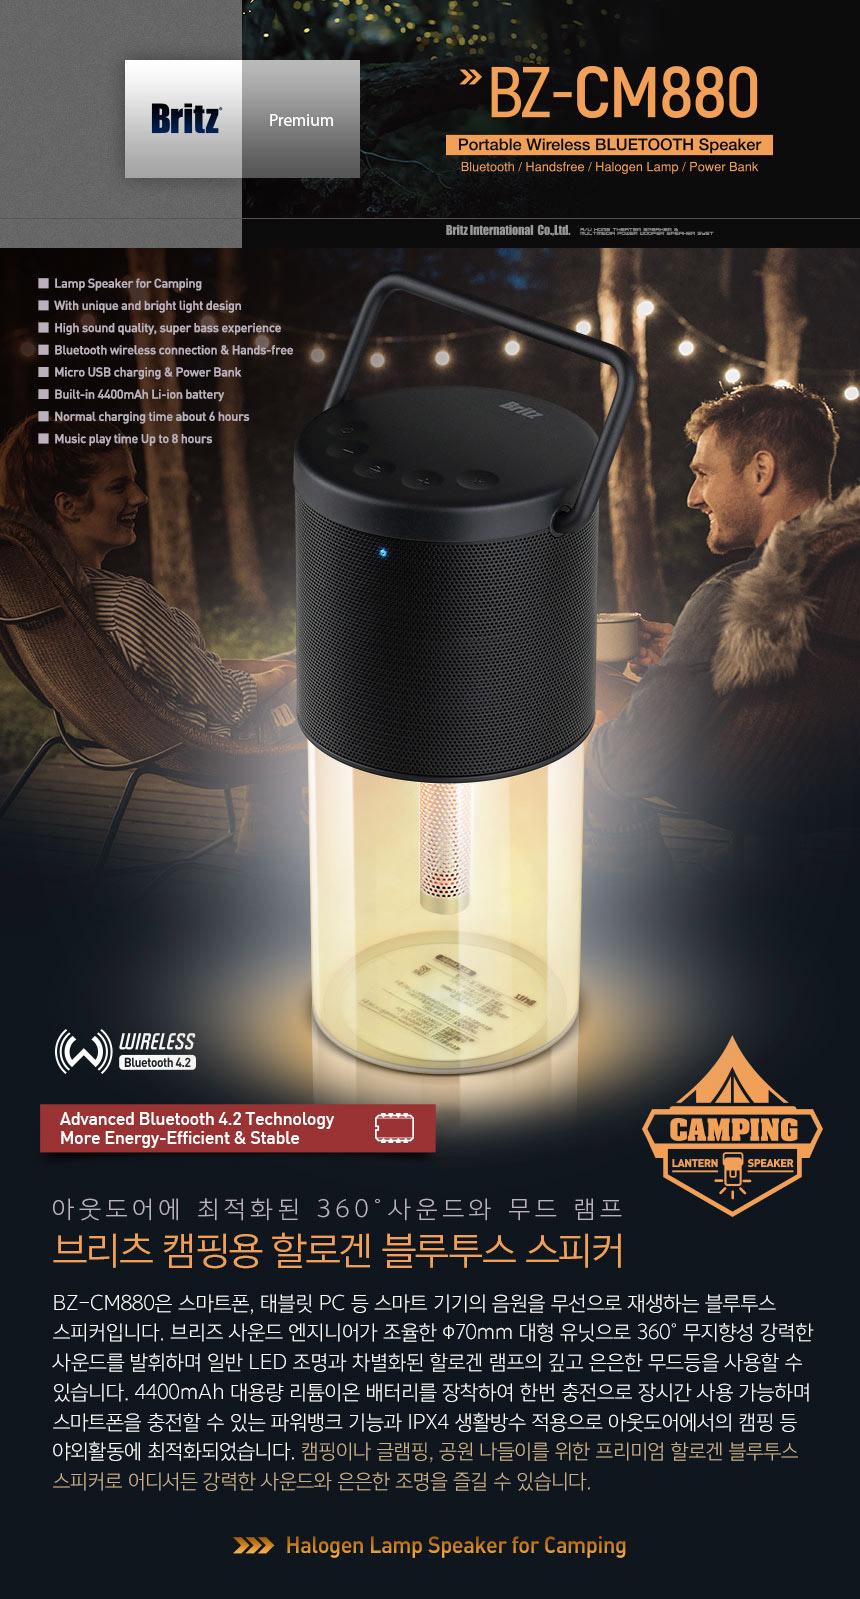 Britz
Premium
BZ-CM880
Portable Wireless BLUETOOTH Speaker
Bluetooth / Handsfree / Halogen Lamp / Power Bank
Britz International Co.,Ltd.
Lamp Speaker for Camping
With unique and bright light design
High sound quality, super bass experience
Bluetooth wireless connection & Hands-free
Micro USB charging & Power Bank
Built-in 4400mAh Li-ion battery
Normal charging time about 6 hours
Music play time Up to 8 hours
Britz
WIRELESS
Bluetooth 4.2
Advanced Bluetooth 4.2 Technology
More Energy-Efficient & Stable
CAMPING
LANTERN SPEAKER
아웃도어에 최적화된 360°사운드와 무드 램프
브리츠 캠핑용 할로겐 블루투스 스피커
BZ-CM880은 스마트폰, 태블릿 PC 등 스마트 기기의 음원을 무선으로 재생하는 블루투스
스피커입니다. 브리즈 사운드 엔지니어가 조율한 Φ70mm 대형 유닛으로 360° 무지향성 강력한
사운드를 발휘하며 일반 LED 조명과 차별화된 할로겐 램프의 깊고 은은한 무드등을 사용할 수
있습니다. 4400mAh 대용량 리튬이온 배터리를 장착하여 한번 충전으로 장시간 사용 가능하며
스마트폰을 충전할 수 있는 파워뱅크 기능과 IPX4 생활방수 적용으로 아웃도어에서의 캠핑 등
야외활동에 최적화되었습니다. 캠핑이나 글램핑, 공원 나들이를 위한 프리미엄 할로겐 블루투스
스피커로 어디서든 강력한 사운드와 은은한 조명을 즐길 수 있습니다.
Halogen Lamp Speaker for Camping